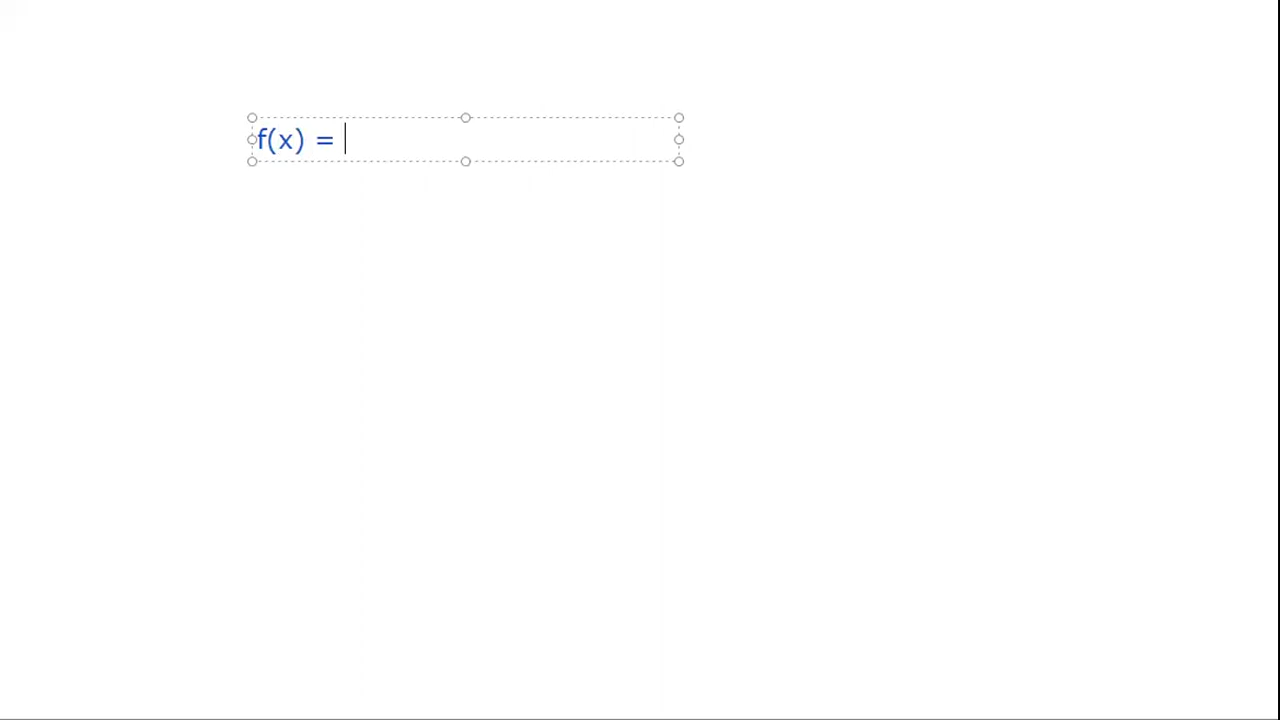 f(x) =